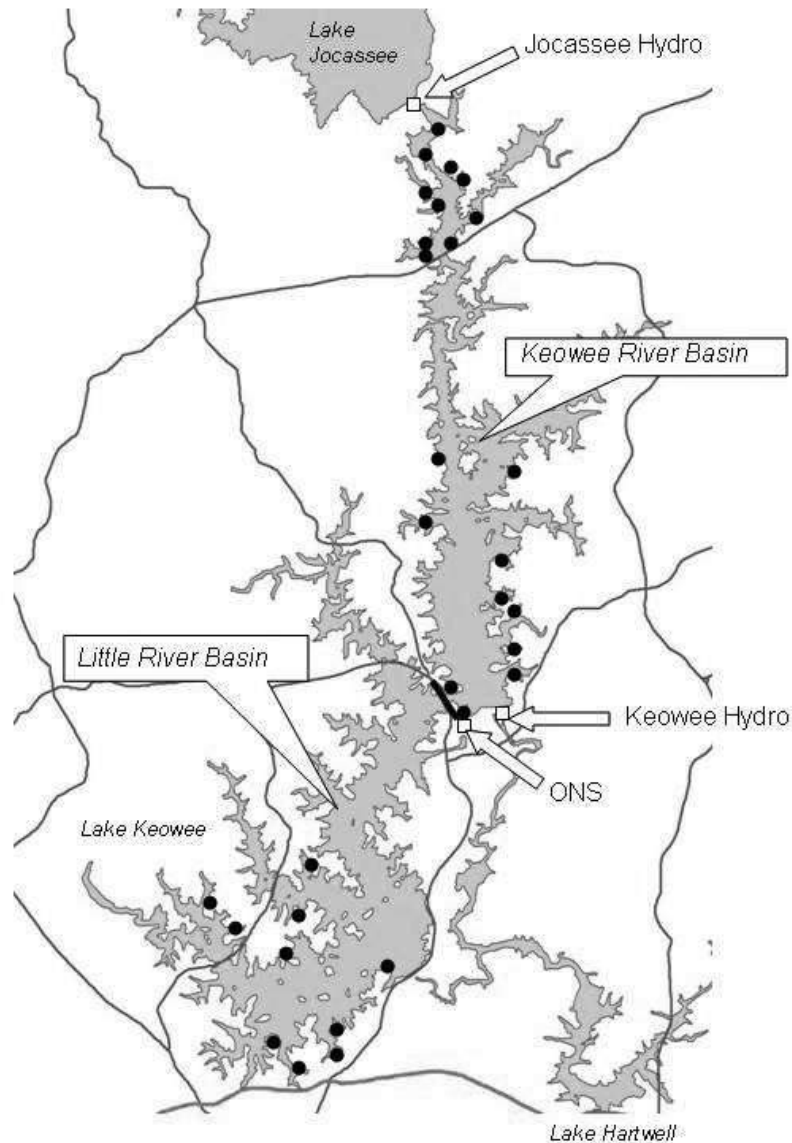 Lake
Jocassee
Jocassee Hydro
Keowee River Basin
Little River Basin
Keowee Hydro
ONS
Lake Keowee
Lake Hartwell